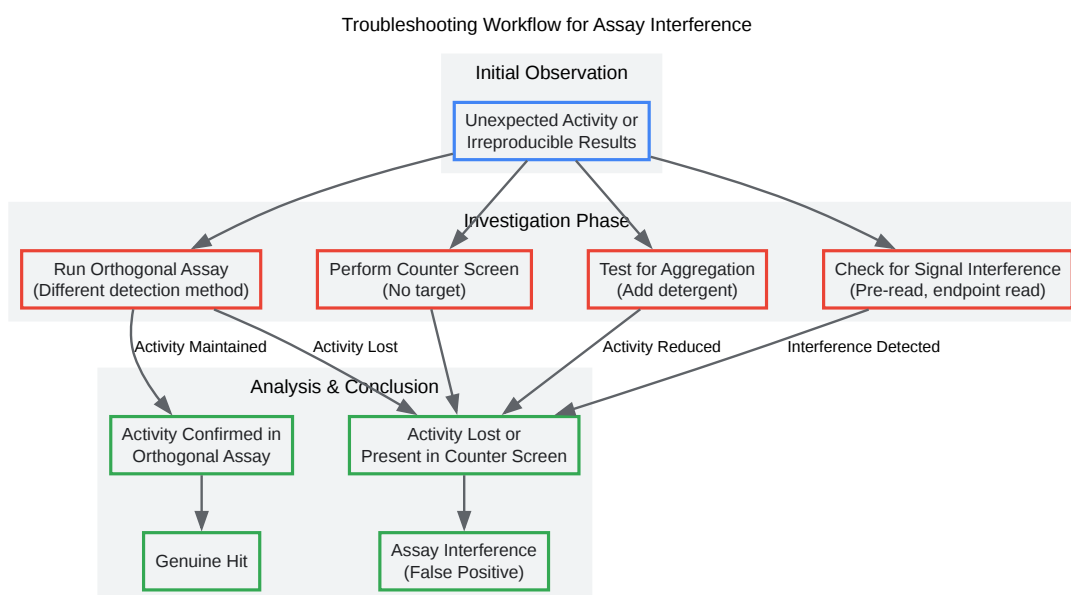 Troubleshooting Workflow for Assay Interference
Initial Observation
Unexpected Activity or
Irreproducible Results
Investigation Phase
Run Orthogonal Assay
(Different detection method)
Perform Counter Screen
(No target)
Test for Aggregation
(Add detergent)
Check for Signal Interference
(Pre-read, endpoint read)
Activity Maintained
Activity Lost
Activity Reduced
Interference Detected
Analysis & Conclusion
Activity Confirmed in
Orthogonal Assay
Activity Lost or
Present in Counter Screen
Genuine Hit
Assay Interference
(False Positive)